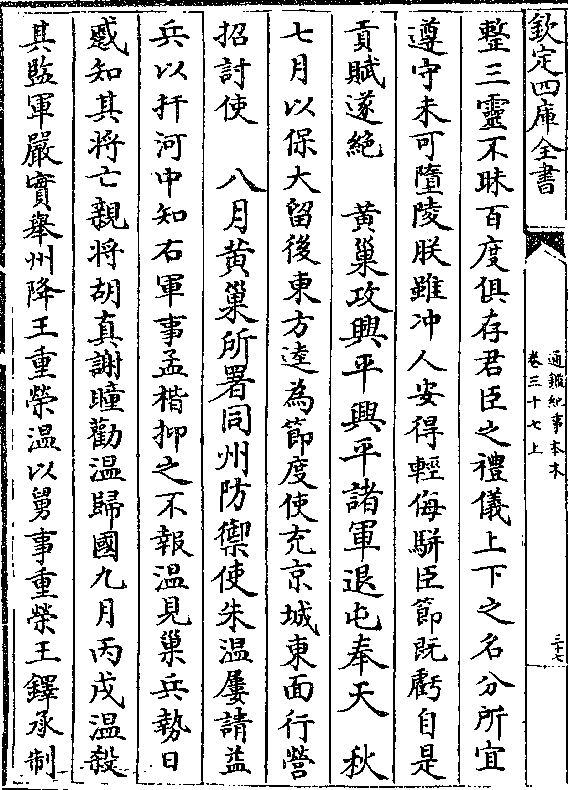 欽定四庫全書
通鑑紀事本末
卷三十七上
三十七
整三靈不昧百度俱存君臣之禮儀上下之名分所宜
遵守未可隳陵朕雖冲人安得輕侮駢臣節既虧自是
貢賦遂絶　黄巢攻興平興平諸軍退屯奉天　秋
七月以保大留後東方逵為節度使充京城東面行營
招討使　八月黄巢所署同州防禦使朱温屢請益
兵以扞河中知右軍事孟楷抑之不報温見巢兵勢日
蹙知其將亡親將胡真謝瞳勸温歸國九月丙戌温殺
其監軍嚴實舉州降王重榮温以舅事重榮王鐸承制